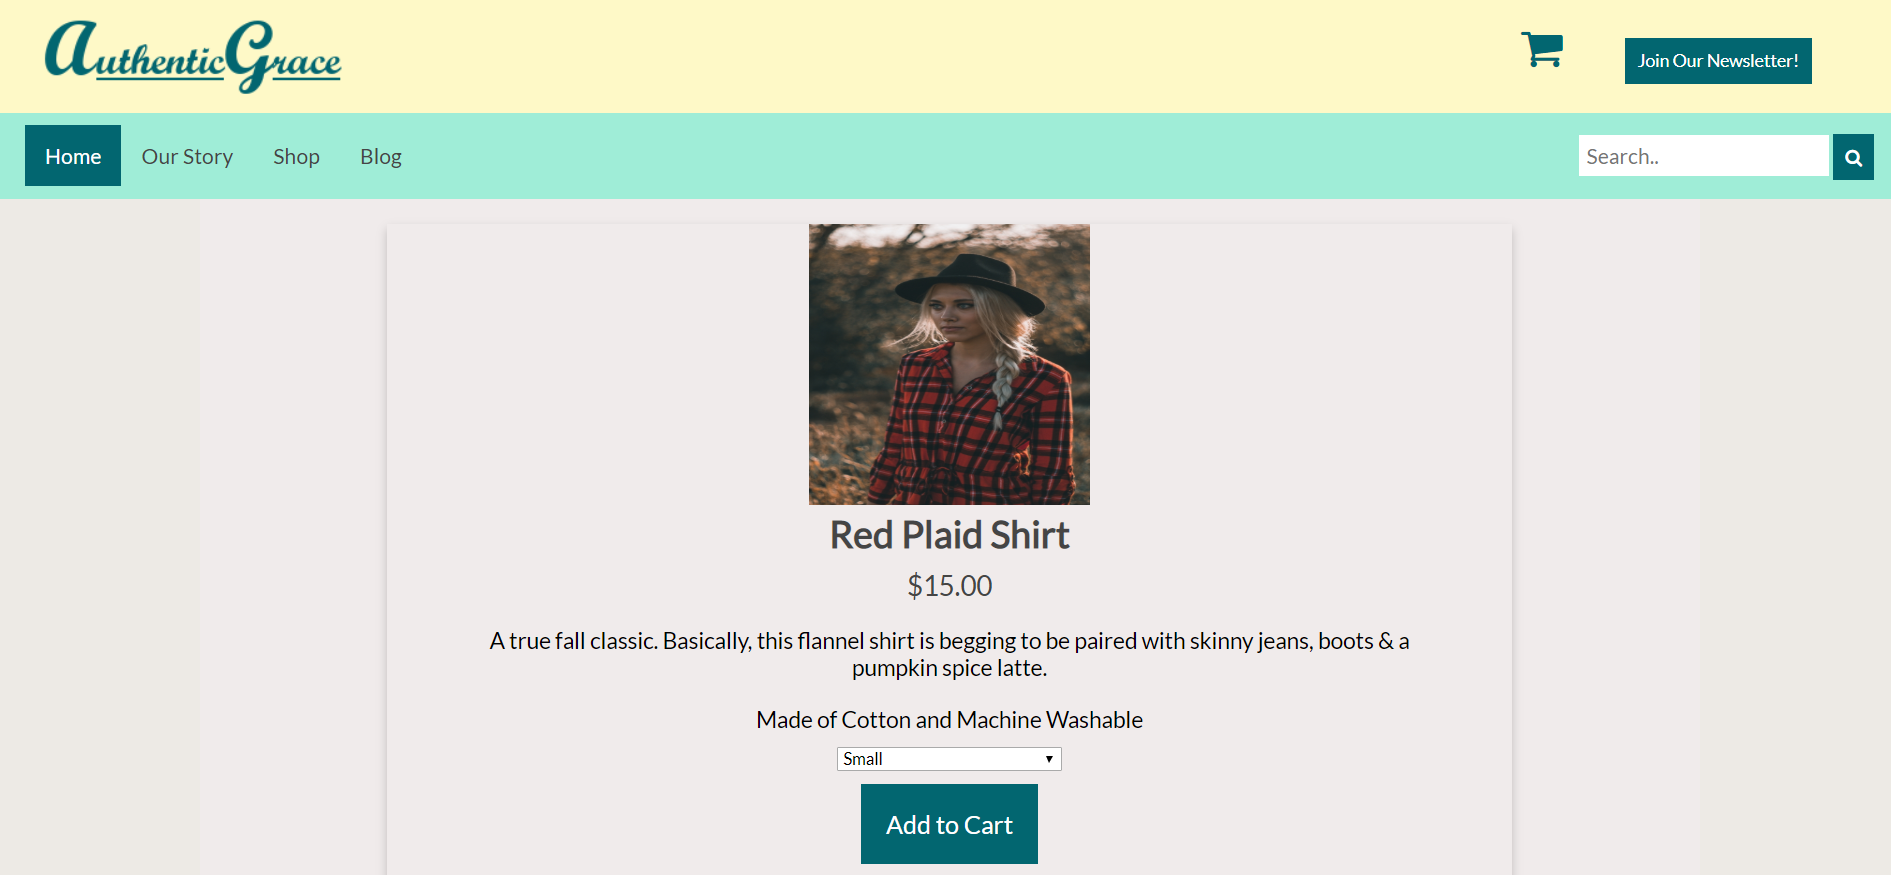 AuthenticGrace
Join Our Newsletter!
Home
Our Story
Shop
Blog
Search..
Red Plaid Shirt
$15.00
A true fall classic. Basically, this flannel shirt is begging to be paired with skinny jeans, boots & a
pumpkin spice latte.
Made of Cotton and Machine Washable
Small
Add to Cart